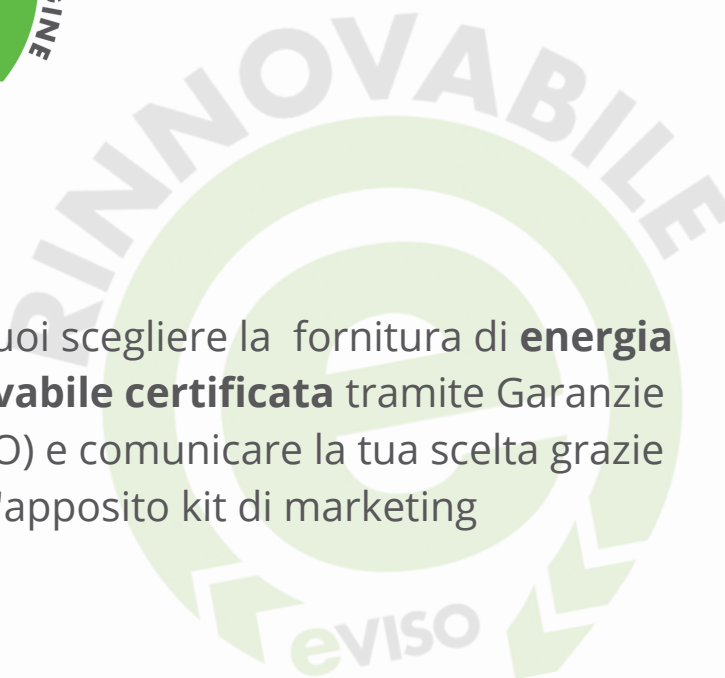 GINE
RINNOVABILE
uoi scegliere la fornitura di energia
vabile certificata tramite Garanzie
O) e comunicare la tua scelta grazie
'apposito kit di marketing
eVISO